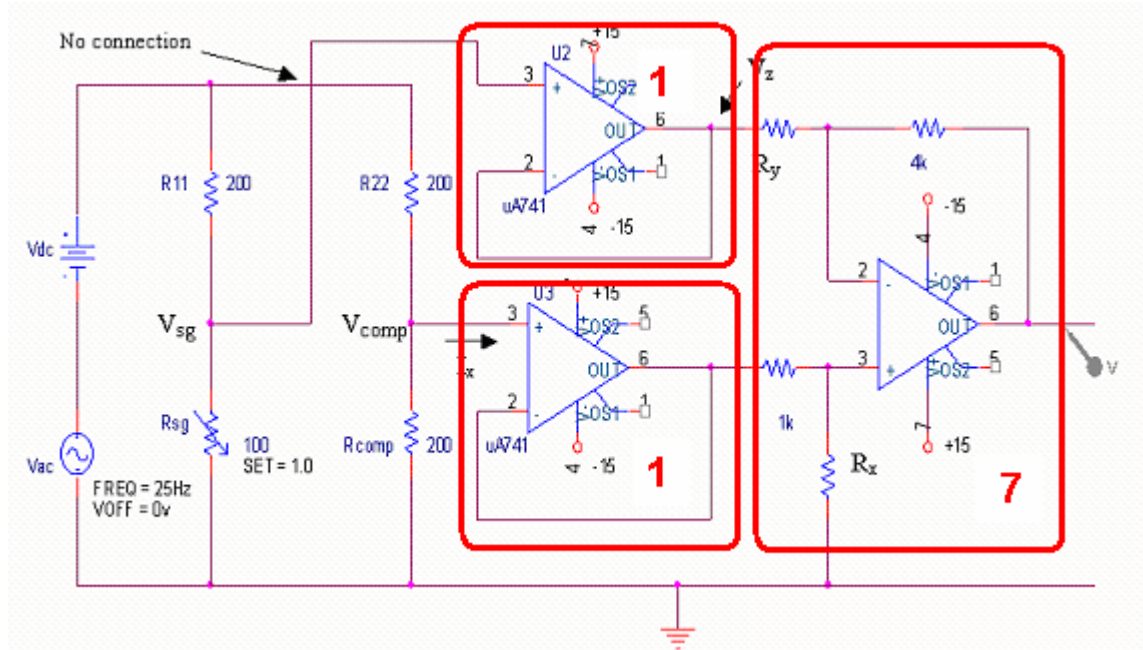 No connection
U2
7
+15
3
+
V+
OS2
1
V
z
OUT
6
2
-
V-
OS1
1
uA741
4
-15
R11
200
R22
200
R
y
4k
-15
4
Vdc
V
sg
V
comp
U3
+15
3
+
V+
OS2
5
OUT
6
2
-
V-
OS1
1
uA741
4
-15
2
-
V-
OS1
1
OUT
6
3
+
V+
OS2
5
7
+15
V
1k
R
x
Rsg
100
SET = 1.0
Rcomp
200
Vac
FREQ = 25Hz
VOFF = 0v
1
7